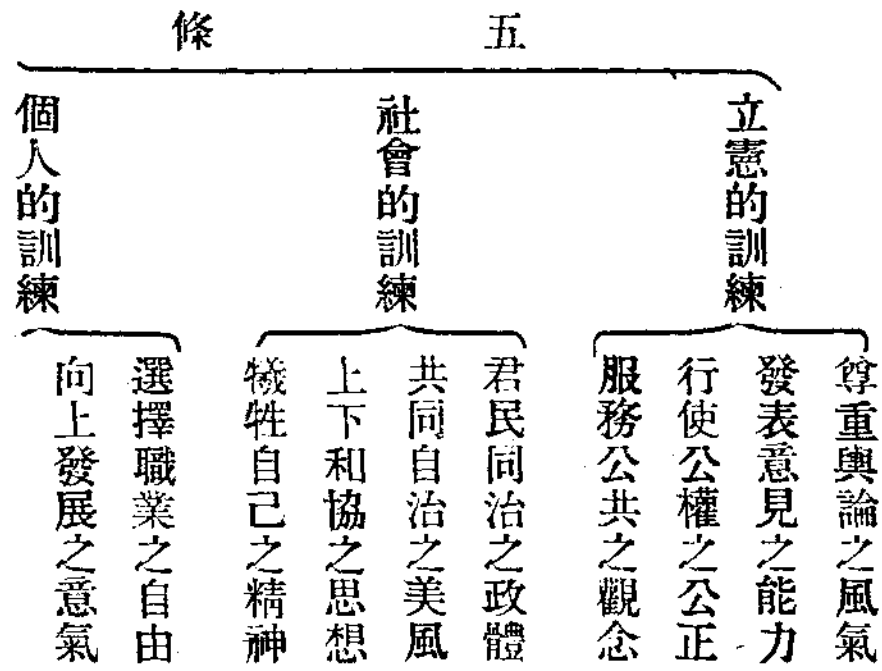 五條
立憲的訓練
尊重輿論之風氣
發表意見之能力
行使公權之公正
服務公共之觀念
社會的訓練
君民同治之政體
共同自治之美風
上下和協之思想
犧牲自己之精神
個人的訓練
選擇職業之自由
向上發展之意氣